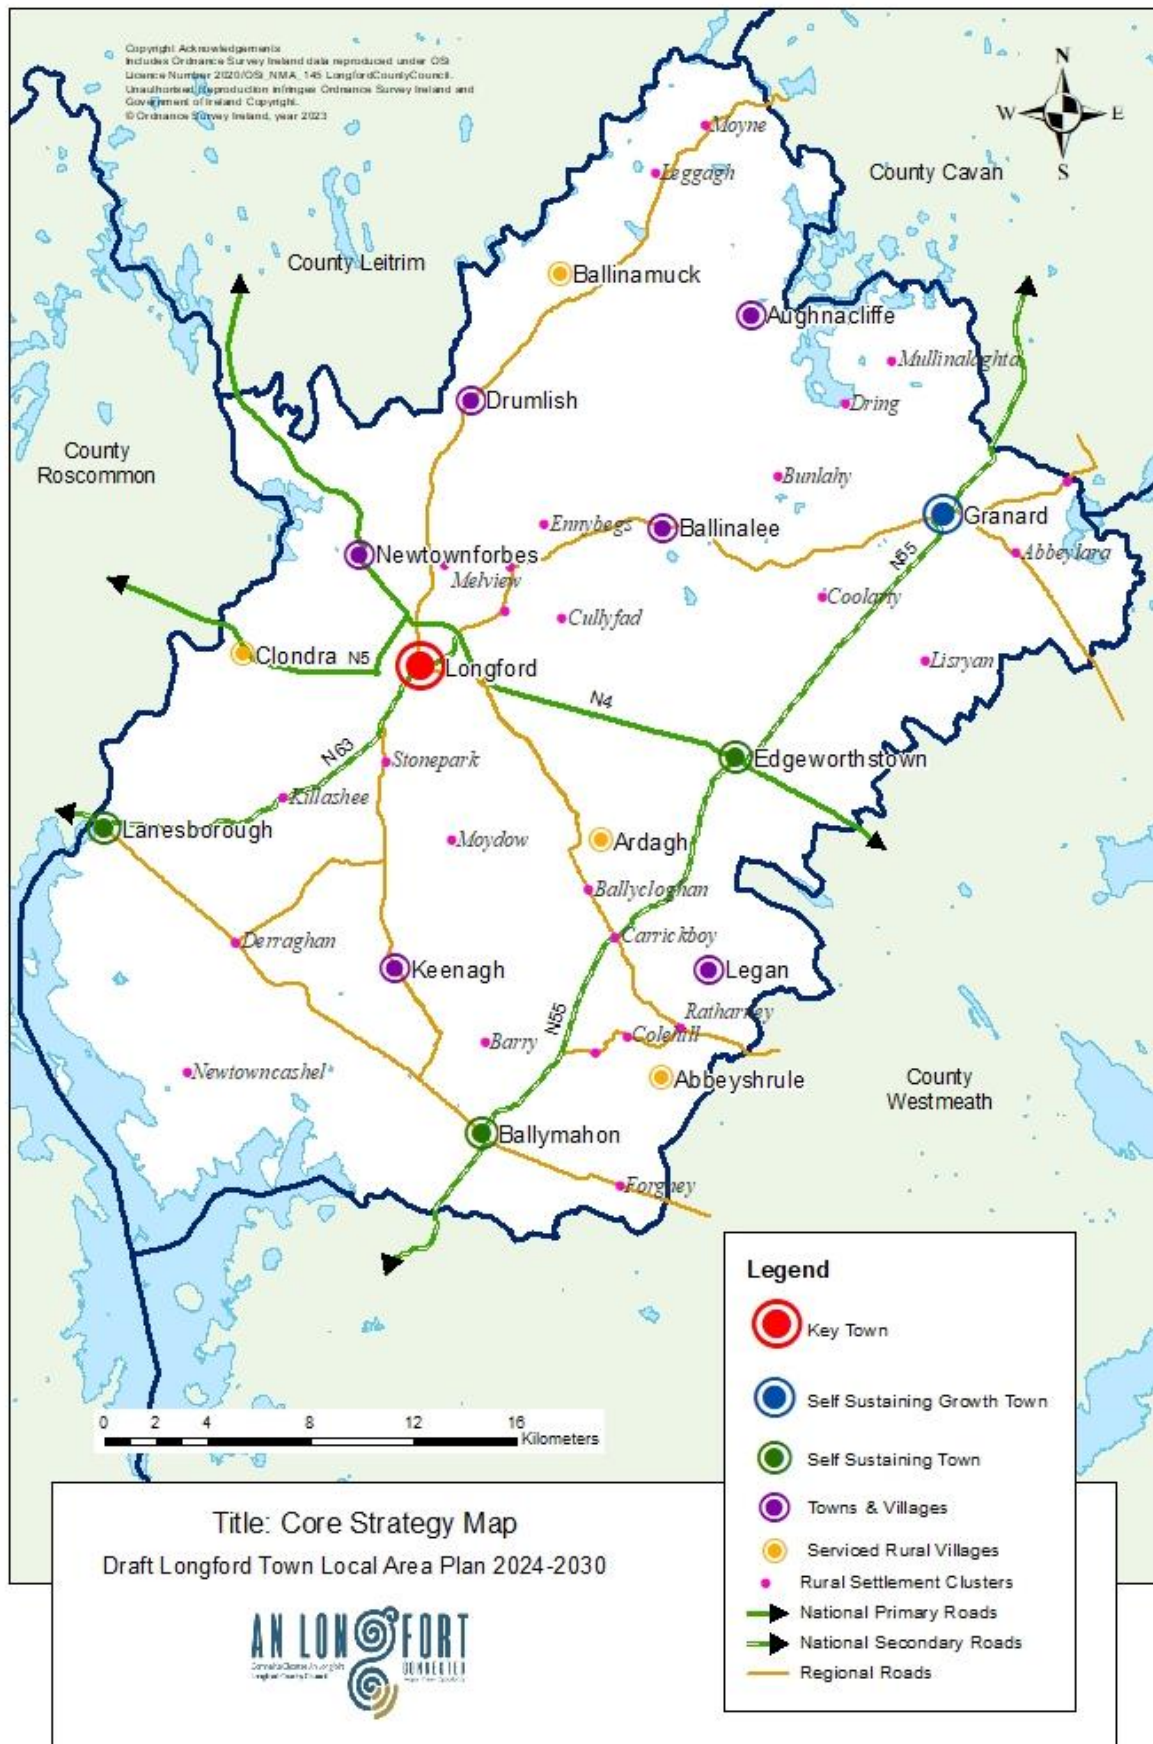 Copyright Acknowledgements
Includes Ordnance Survey Ireland data reproduced under OSi
Licence Number 2020/OSi_NMA_145 LongfordCountyCouncil.
Unauthorised reproduction infringes Ordnance Survey Ireland and
Government of Ireland Copyright.
© Ordnance Survey Ireland, year 2023
N
W
E
S
Moyne
Leggagh
County Cavan
County Leitrim
Ballinamuck
Aughnacliffe
Mullinalaghta
Drumlish
Dring
County
Roscommon
Bunlahy
Ennybegs
Ballinalee
Granard
Newtownforbes
Melview
N55
Abbeylara
Coolarty
Cullyfad
Clondra
N5
Longford
Lisryan
N4
N63
Stonepark
Edgeworthstown
Killashee
Lanesborough
Moydow
Ardagh
Ballycloghan
Carrickboy
Derraghan
Keenagh
Legan
N55
Ratharney
Barry
Colehill
Newtowncashel
Abbeyshrule
County
Westmeath
Ballymahon
Forgney
0 2 4 8 12 16
Kilometers
Legend
Key Town
Self Sustaining Growth Town
Self Sustaining Town
Towns & Villages
Serviced Rural Villages
Rural Settlement Clusters
National Primary Roads
National Secondary Roads
Regional Roads
Title: Core Strategy Map
Draft Longford Town Local Area Plan 2024-2030
AN LONGFORT
Longford County Council
CONNECTED